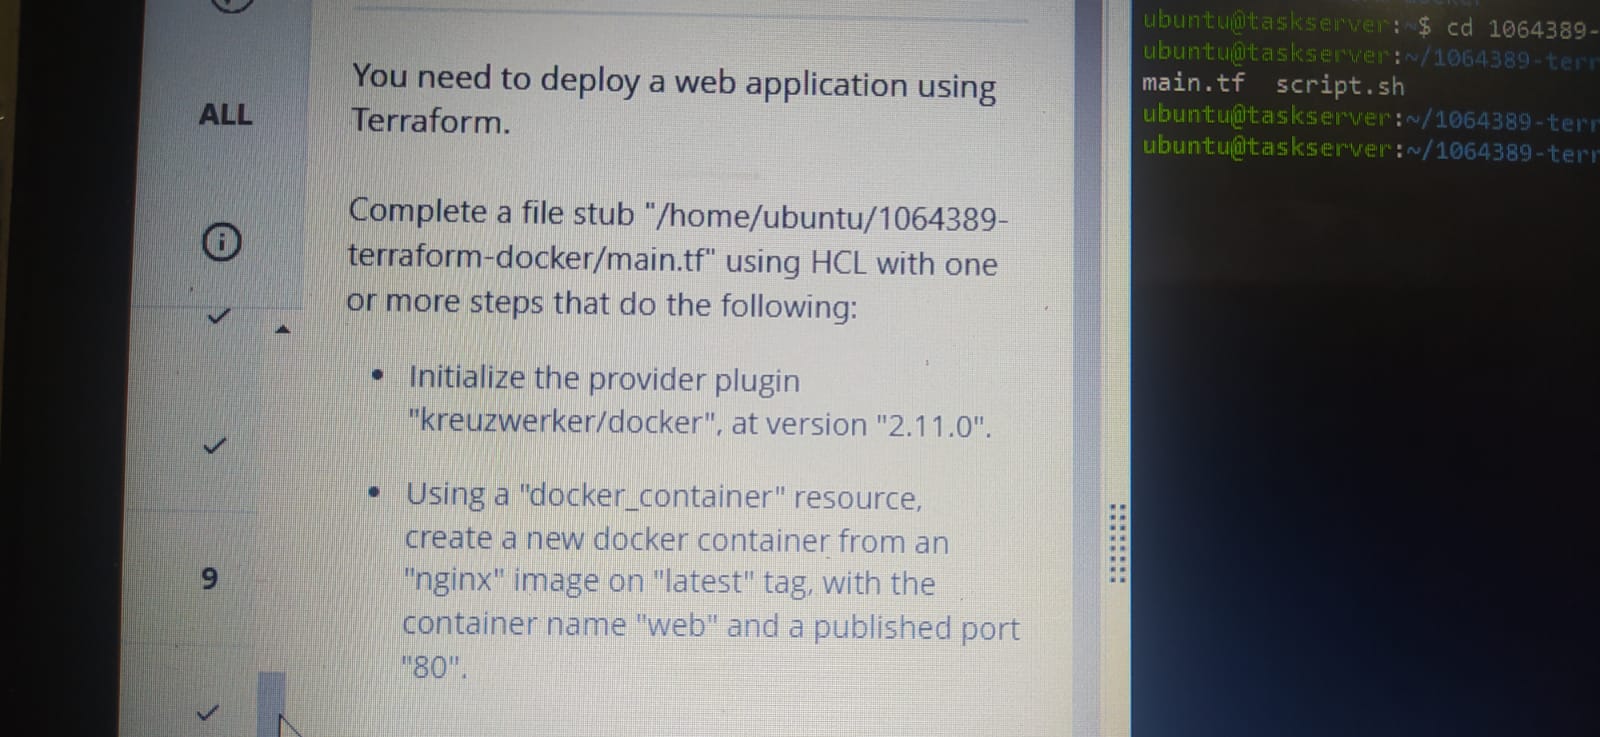 ALL
9
You need to deploy a web application using
Terraform.
Complete a file stub "/home/ubuntu/1064389-
terraform-docker/main.tf" using HCL with one
or more steps that do the following:
• Initialize the provider plugin
"kreuzwerker/docker", at version "2.11.0".
• Using a "docker_container" resource,
create a new docker container from an
"nginx" image on "latest" tag, with the
container name "web" and a published port
"80".
ubuntu@taskserver:~$ cd 1064389-
ubuntu@taskserver:~/1064389-terr
main.tf script.sh
ubuntu@taskserver:~/1064389-terr
ubuntu@taskserver:~/1064389-terr